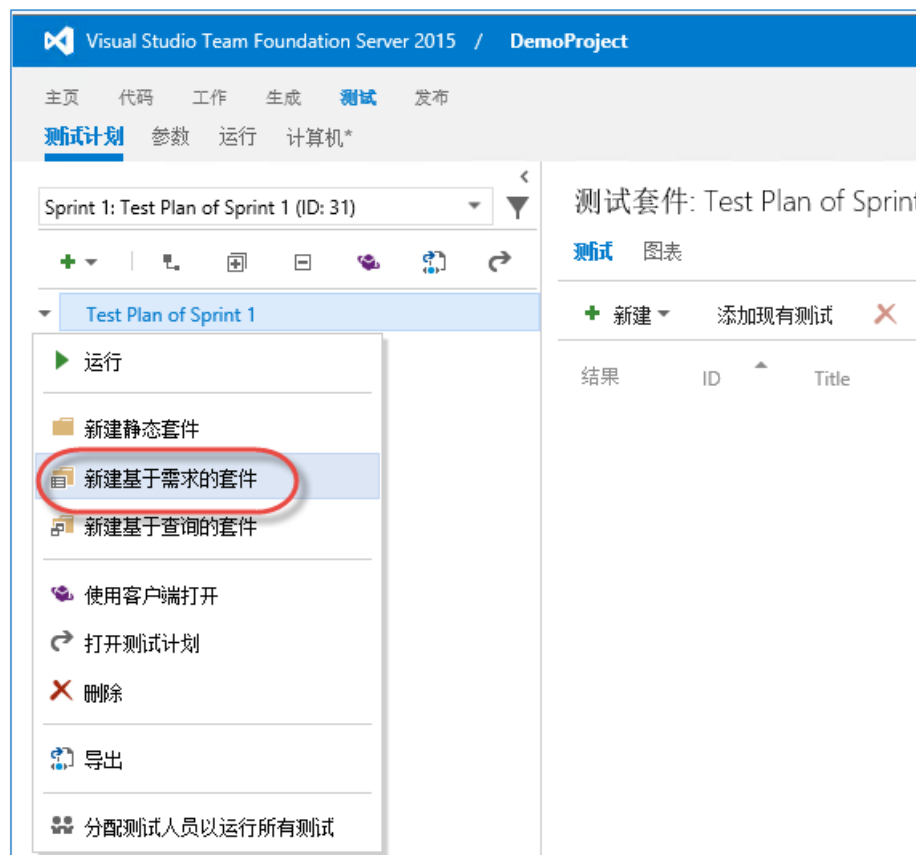 Visual Studio Team Foundation Server 2015 / DemoProject
主页 代码 工作 生成 测试 发布
测试计划 参数 运行 计算机*
Sprint 1: Test Plan of Sprint 1 (ID: 31)
Test Plan of Sprint 1
运行
新建静态套件
新建基于需求的套件
新建基于查询的套件
使用客户端打开
打开测试计划
删除
导出
分配测试人员以运行所有测试
测试套件: Test Plan of Sprint
测试 图表
新建 添加现有测试
结果 ID Title